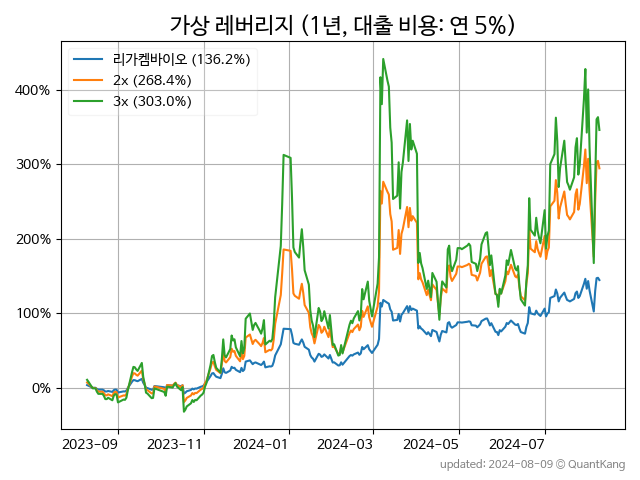 가상 레버리지 (1년, 대출 비용: 연 5%)
리가켐바이오 (136.2%)
2x (268.4%)
3x (303.0%)
400%
300%
200%
100%
0%
2023-09 2023-11 2024-01 2024-03 2024-05 2024-07
updated: 2024-08-09 © QuantKang